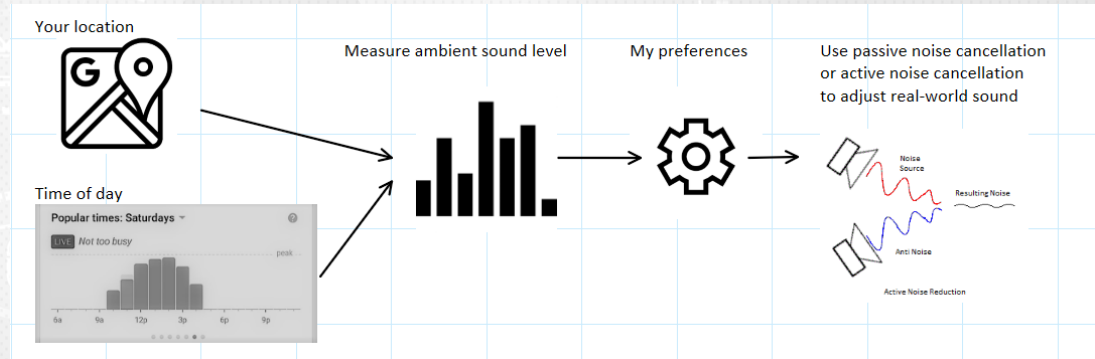 Your location
G
Measure ambient sound level
My preferences
Use passive noise cancellation
or active noise cancellation
to adjust real-world sound
Time of day
Popular times: Saturdays
?
LIVE Not too busy
peak
6a 9a 12p 3p 6p 9p
Noise
Source
Resulting Noise
Anti Noise
Active Noise Reduction